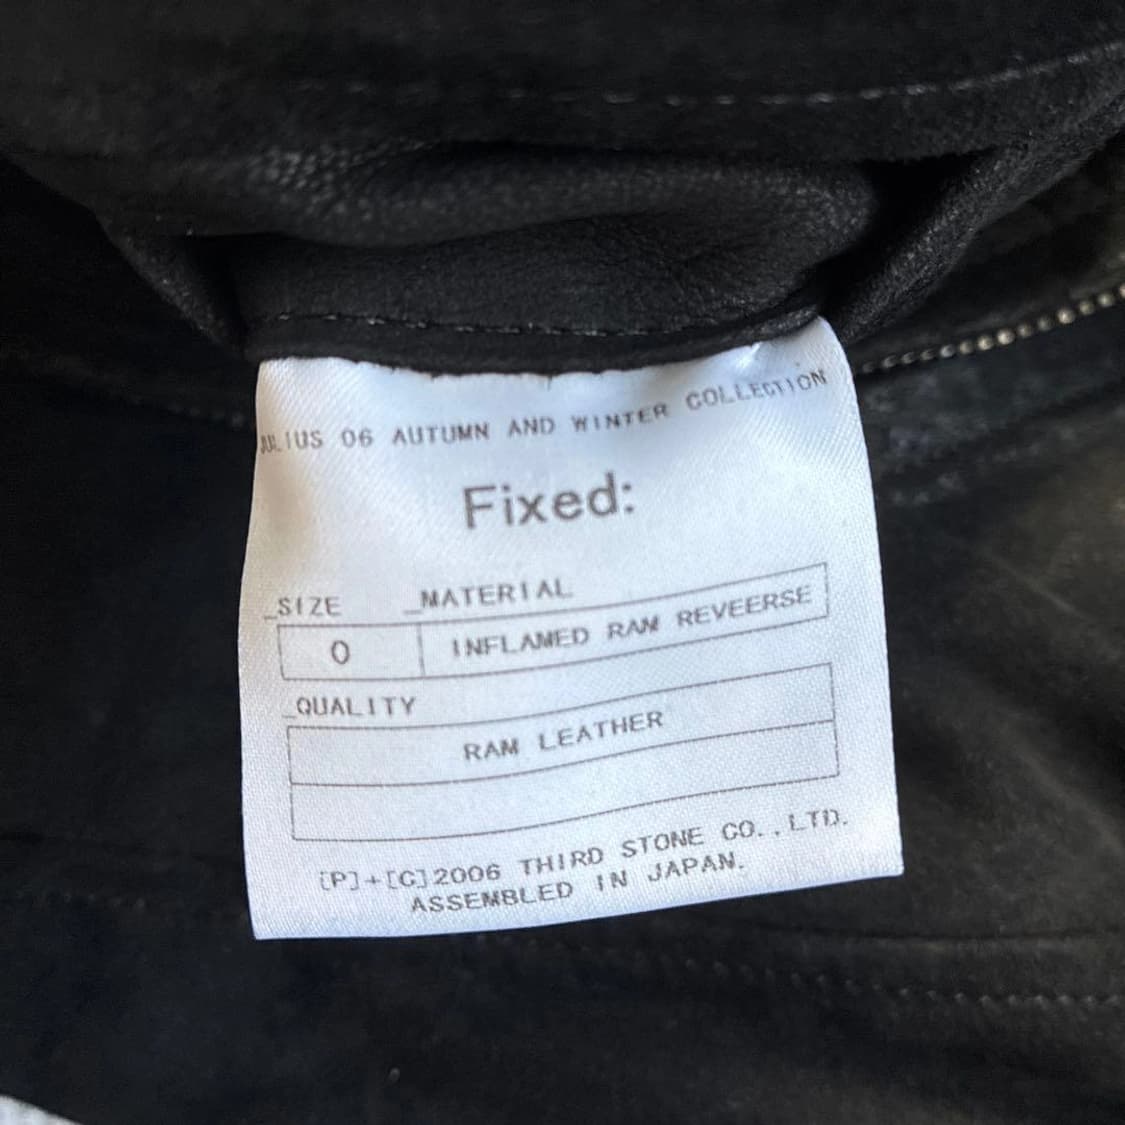 JULIUS 06 AUTUMN AND WINTER COLLECTION
Fixed:
_SIZE _MATERIAL
0 INFLAMED RAM REVEERSE
_QUALITY
RAM LEATHER
[P]+[C]2006 THIRD STONE CO.,LTD.
ASSEMBLED IN JAPAN.